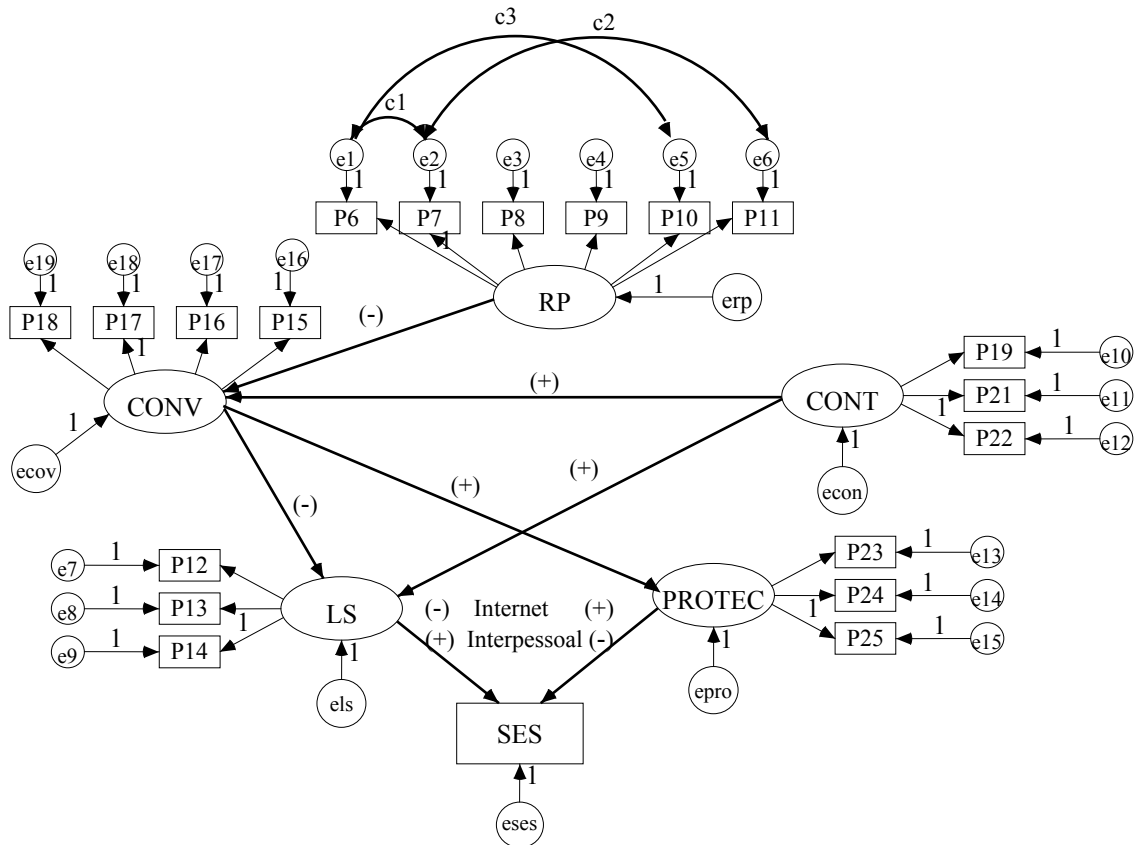 c3
c2
c1
e1 e2 e3 e4 e5 e6
1 1 1 1 1 1
P6 P7 P8 P9 P10 P11
1
e19 e18 e17 e16
1 1 1 1
P18 P17 P16 P15
1
RP
1
erp
(-)
(+)
CONV
1
ecov
CONT
1
econ
P19 1 e10
P21 1 e11
1
P22 1 e12
(+)
(+)
(-)
e7 1 P12
e8 1 P13
1
e9 1 P14
LS
1
els
(-) Internet (+)
(+) Interpessoal (-)
PROTEC
1
epro
P23 1 e13
P24 1 e14
1
P25 1 e15
SES
1
eses